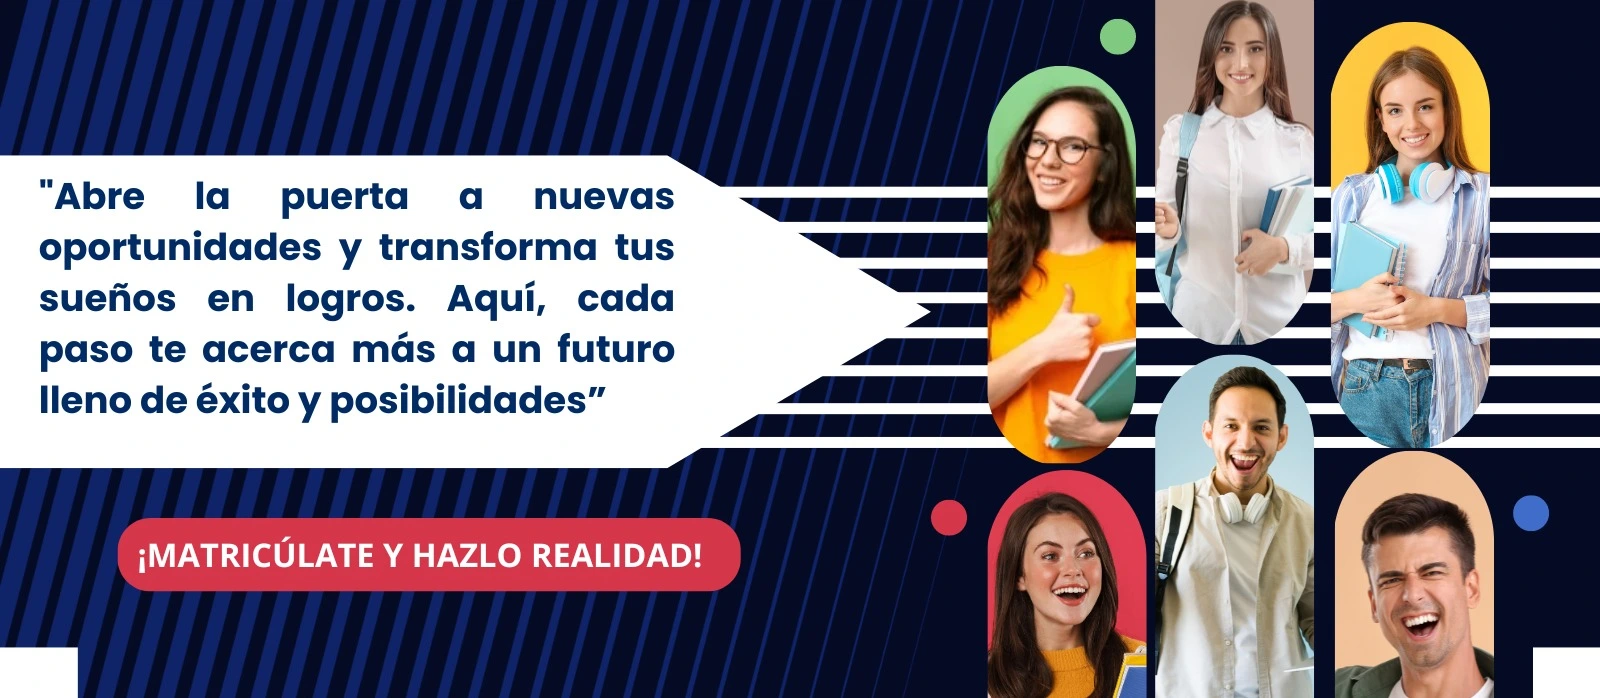 "Abre la puerta a nuevas
oportunidades y transforma tus
sueños en logros. Aquí, cada
paso te acerca más a un futuro
lleno de éxito y posibilidades”
¡MATRICÚLATE Y HAZLO REALIDAD!